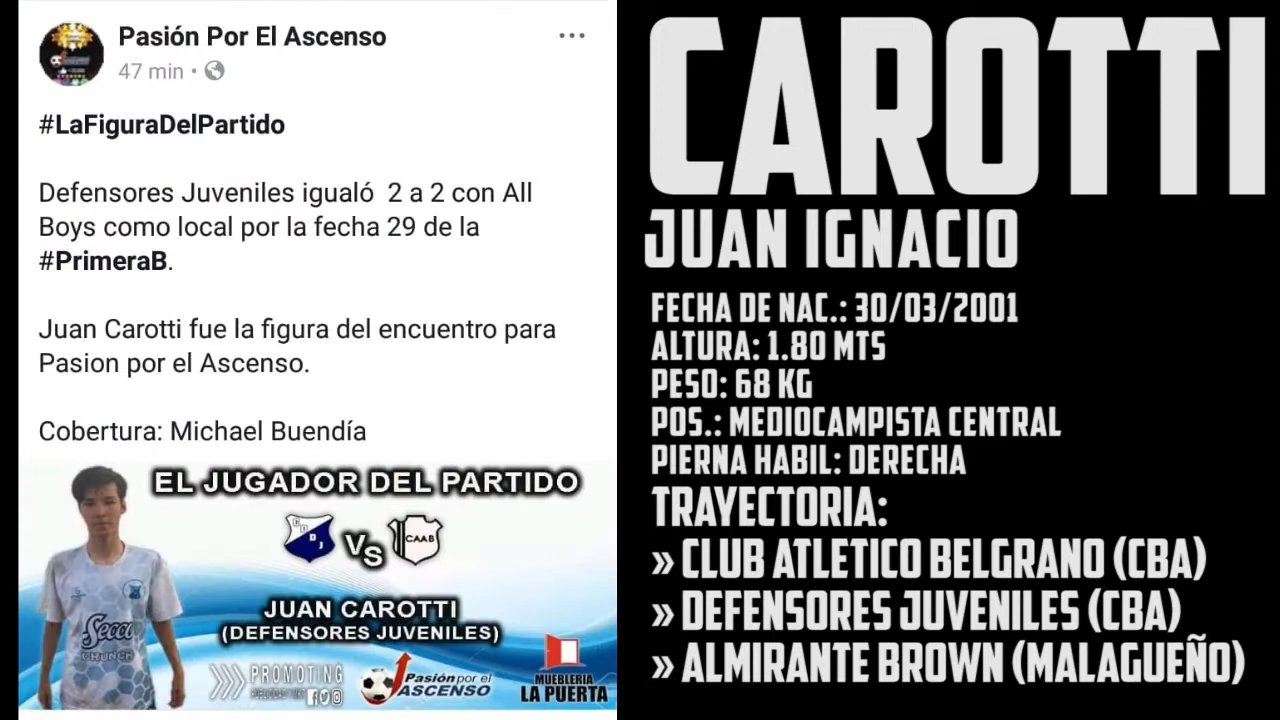 Pasión Por El Ascenso
47 min
#LaFiguraDelPartido
Defensores Juveniles igualó 2 a 2 con All
Boys como local por la fecha 29 de la
#PrimeraB.
Juan Carotti fue la figura del encuentro para
Pasion por el Ascenso.
Cobertura: Michael Buendía
EL JUGADOR DEL PARTIDO
VS
CAAB
JUAN CAROTTI
(DEFENSORES JUVENILES)
Secco
CRUNCH
PROMOTING
Pasión por el
ASCENSO
MUEBLERIA
LA PUERTA
CAROTTI
JUAN IGNACIO
FECHA DE NAC.: 30/03/2001
ALTURA: 1.80 MTS
PESO: 68 KG
POS.: MEDIOCAMPISTA CENTRAL
PIERNA HABIL: DERECHA
TRAYECTORIA:
» CLUB ATLETICO BELGRANO (CBA)
» DEFENSORES JUVENILES (CBA)
» ALMIRANTE BROWN (MALAGUEÑO)